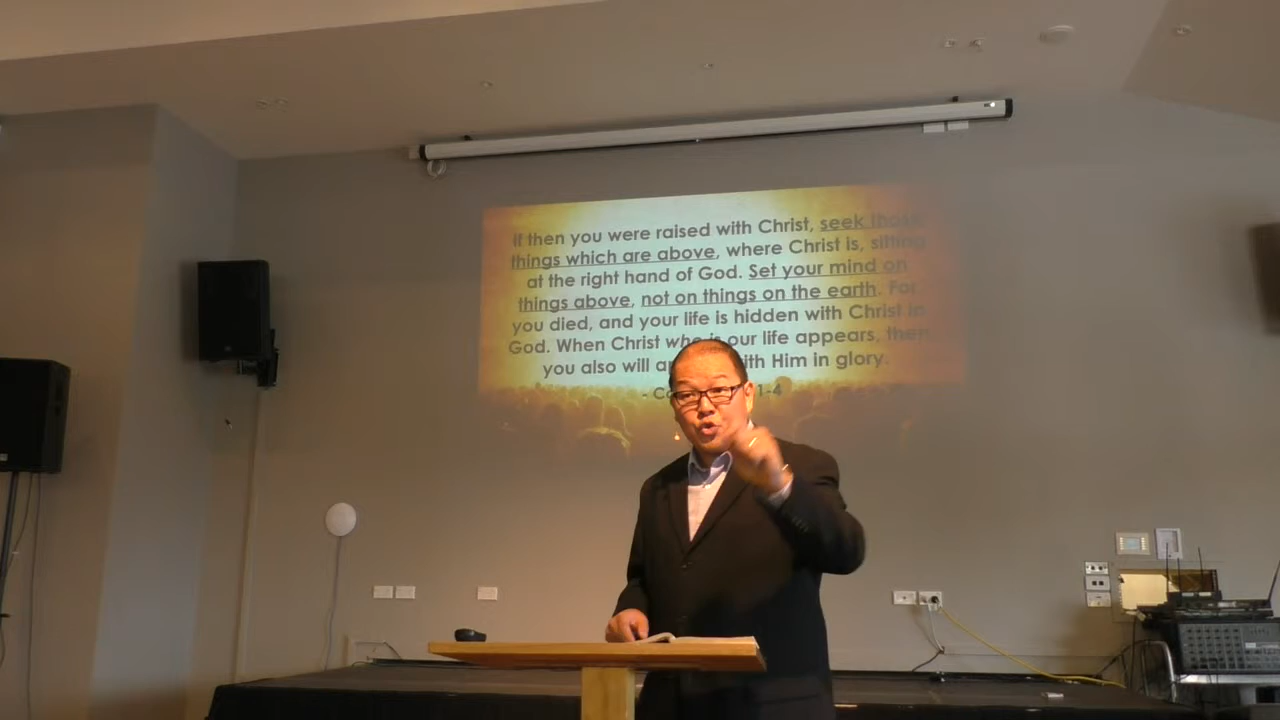 If then you were raised with Christ, seek those
things which are above, where Christ is, sitting
at the right hand of God. Set your mind on
things above, not on things on the earth. For
you died, and your life is hidden with Christ in
God. When Christ who is our life appears, then
you also will with Him in glory.
1-4